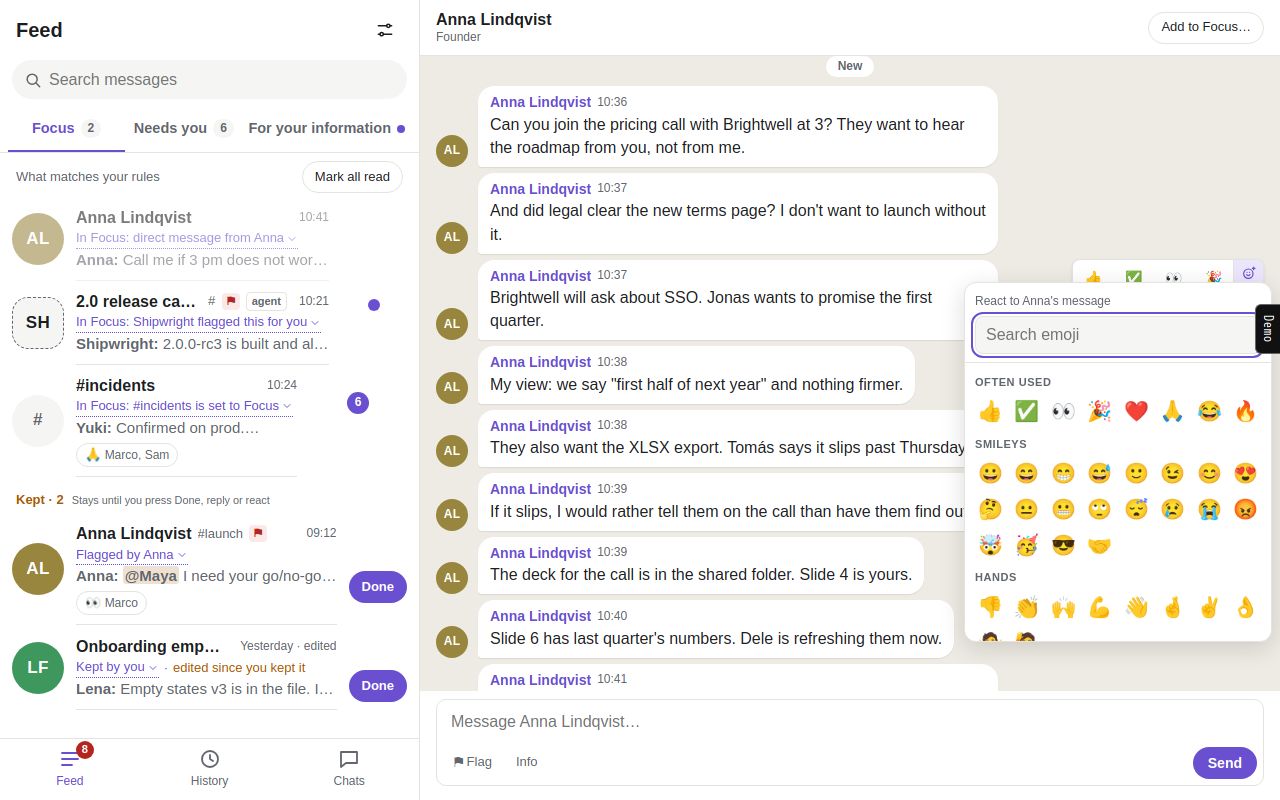 Feed
Search messages
Focus 2
Needs you 6
For your information
What matches your rules
Mark all read
AL
Anna Lindqvist 10:41
In Focus: direct message from Anna
Anna: Call me if 3 pm does not wor…
SH
2.0 release ca… # agent 10:21
In Focus: Shipwright flagged this for you
Shipwright: 2.0.0-rc3 is built and al…
#
#incidents 10:24
In Focus: #incidents is set to Focus
6
Yuki: Confirmed on prod.…
🙏 Marco, Sam
Kept · 2 Stays until you press Done, reply or react
AL
Anna Lindqvist #launch 09:12
Flagged by Anna
Anna: @Maya I need your go/no-go…
Done
👀 Marco
LF
Onboarding emp… Yesterday · edited
Kept by you · edited since you kept it
Lena: Empty states v3 is in the file. I…
Done
8
Feed
History
Chats
Anna Lindqvist
Founder
Add to Focus…
New
Anna Lindqvist 10:36
Can you join the pricing call with Brightwell at 3? They want to hear
the roadmap from you, not from me.
AL
Anna Lindqvist 10:37
And did legal clear the new terms page? I don't want to launch without
it.
AL
Anna Lindqvist 10:37
Brightwell will ask about SSO. Jonas wants to promise the first
quarter.
AL
Anna Lindqvist 10:38
My view: we say "first half of next year" and nothing firmer.
AL
Anna Lindqvist 10:38
They also want the XLSX export. Tomás says it slips past Thursday
AL
Anna Lindqvist 10:39
If it slips, I would rather tell them on the call than have them find ou
AL
Anna Lindqvist 10:39
The deck for the call is in the shared folder. Slide 4 is yours.
AL
Anna Lindqvist 10:40
Slide 6 has last quarter's numbers. Dele is refreshing them now.
AL
Anna Lindqvist 10:41
React to Anna's message
Search emoji
Demo
OFTEN USED
SMILEYS
HANDS
Message Anna Lindqvist…
Flag
Info
Send